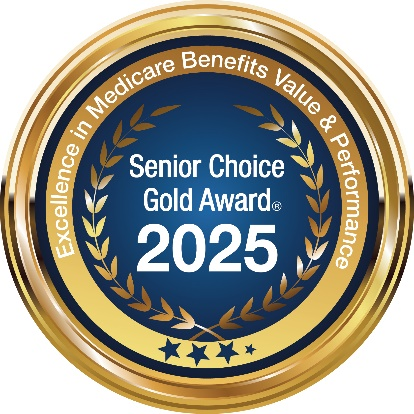 Excellence in Medicare Benefits Value & Performance
Senior Choice
Gold Award®
2025